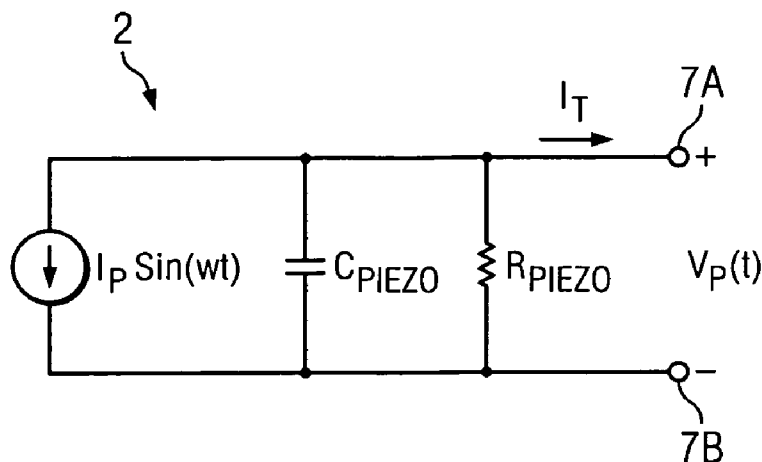 2
7A
I_T
+
I_P Sin(wt)
C_PIEZO
R_PIEZO
V_P(t)
−
7B